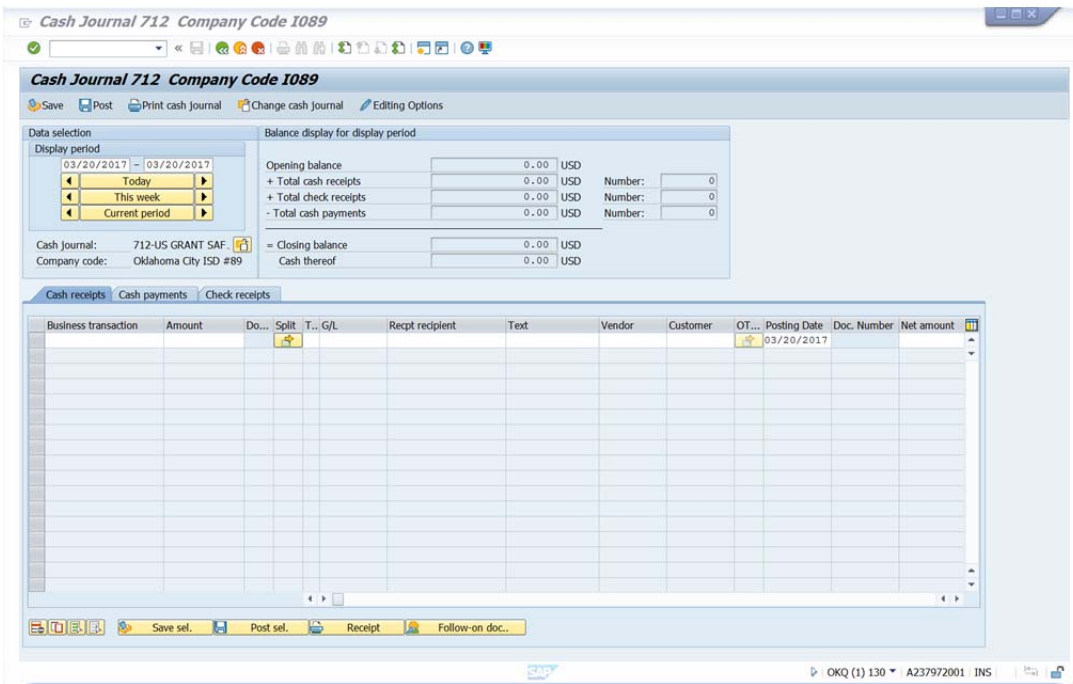 Cash Journal 712 Company Code I089
Cash Journal 712 Company Code I089
Save Post Print cash journal Change cash journal Editing Options
Data selection
Display period
03/20/2017 - 03/20/2017
Today
This week
Current period
Cash journal: 712-US GRANT SAF.
Company code: Oklahoma City ISD #89
Balance display for display period
Opening balance 0.00 USD
+ Total cash receipts 0.00 USD Number: 0
+ Total check receipts 0.00 USD Number: 0
- Total cash payments 0.00 USD Number: 0
= Closing balance 0.00 USD
Cash thereof 0.00 USD
Cash receipts Cash payments Check receipts
Business transaction Amount Do... Split T.. G/L Recpt recipient Text Vendor Customer OT... Posting Date Doc. Number Net amount
03/20/2017
Save sel. Post sel. Receipt Follow-on doc..
SAP
OKQ (1) 130 A237972001 INS